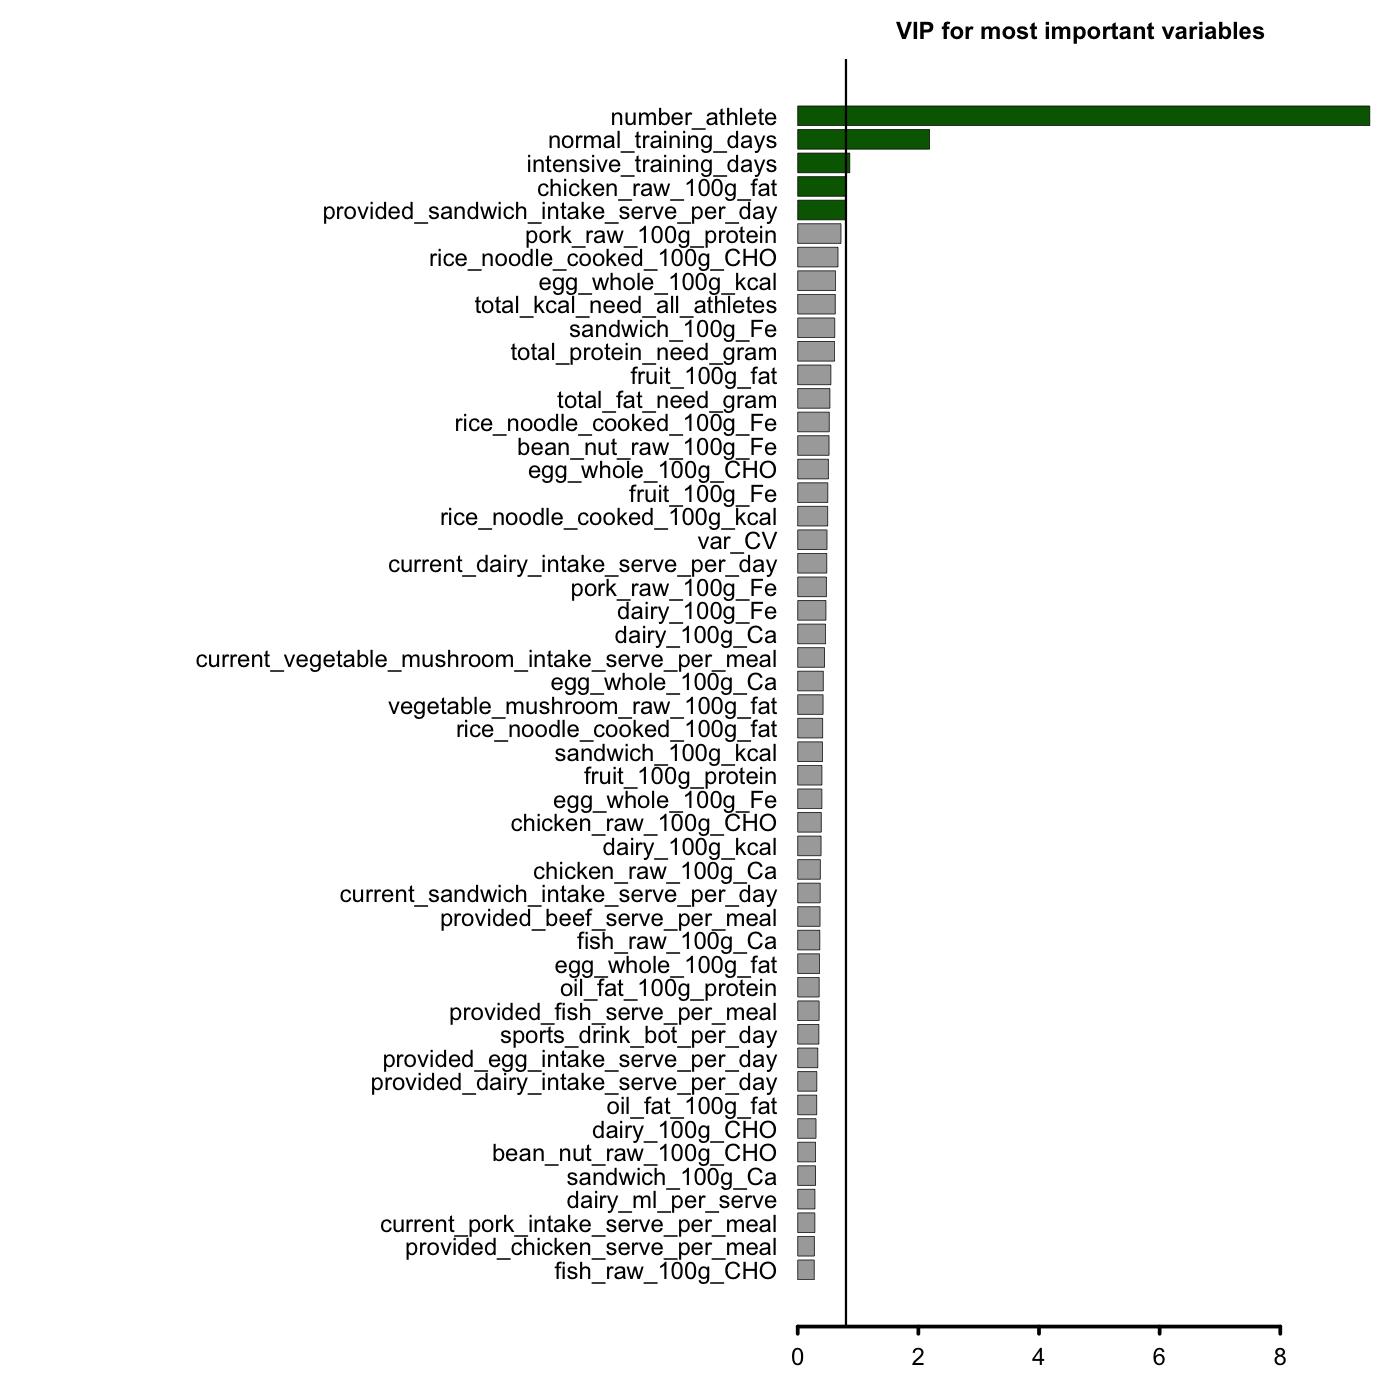 VIP for most important variables
number_athlete
normal_training_days
intensive_training_days
chicken_raw_100g_fat
provided_sandwich_intake_serve_per_day
pork_raw_100g_protein
rice_noodle_cooked_100g_CHO
egg_whole_100g_kcal
total_kcal_need_all_athletes
sandwich_100g_Fe
total_protein_need_gram
fruit_100g_fat
total_fat_need_gram
rice_noodle_cooked_100g_Fe
bean_nut_raw_100g_Fe
egg_whole_100g_CHO
fruit_100g_Fe
rice_noodle_cooked_100g_kcal
var_CV
current_dairy_intake_serve_per_day
pork_raw_100g_Fe
dairy_100g_Fe
dairy_100g_Ca
current_vegetable_mushroom_intake_serve_per_meal
egg_whole_100g_Ca
vegetable_mushroom_raw_100g_fat
rice_noodle_cooked_100g_fat
sandwich_100g_kcal
fruit_100g_protein
egg_whole_100g_Fe
chicken_raw_100g_CHO
dairy_100g_kcal
chicken_raw_100g_Ca
current_sandwich_intake_serve_per_day
provided_beef_serve_per_meal
fish_raw_100g_Ca
egg_whole_100g_fat
oil_fat_100g_protein
provided_fish_serve_per_meal
sports_drink_bot_per_day
provided_egg_intake_serve_per_day
provided_dairy_intake_serve_per_day
oil_fat_100g_fat
dairy_100g_CHO
bean_nut_raw_100g_CHO
sandwich_100g_Ca
dairy_ml_per_serve
current_pork_intake_serve_per_meal
provided_chicken_serve_per_meal
fish_raw_100g_CHO
0 2 4 6 8